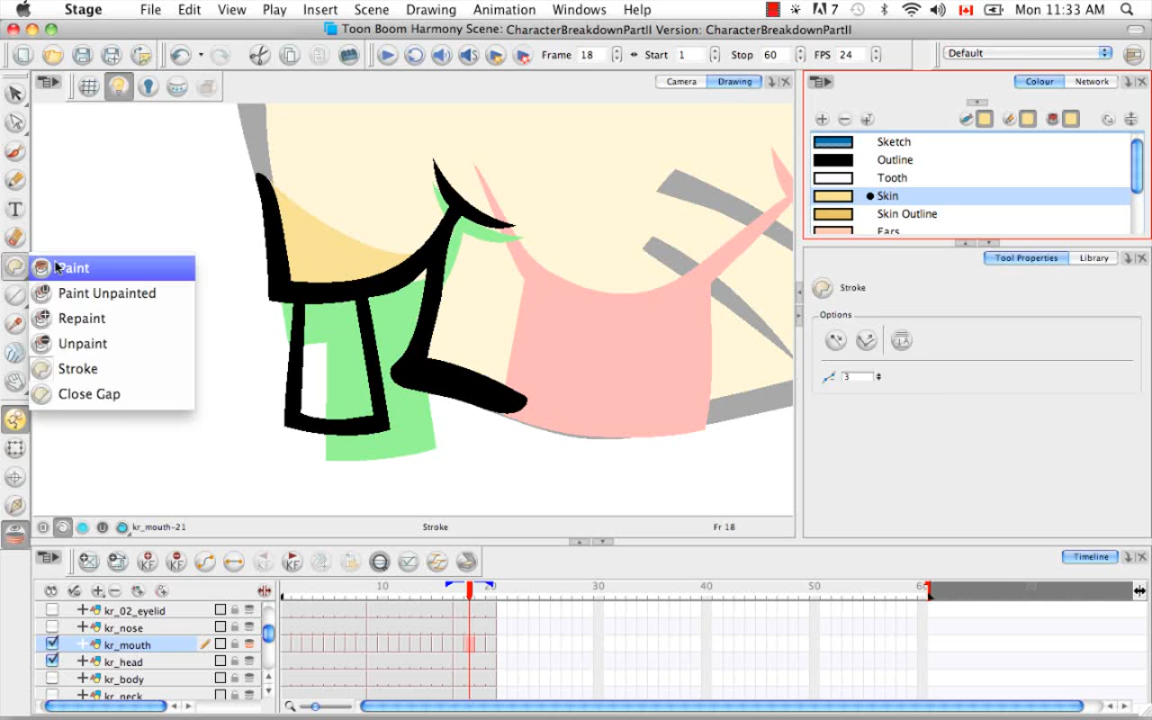 Stage File Edit View Play Insert Scene Drawing Animation Windows Help A 7 Mon 11:33 AM
Toon Boom Harmony Scene: CharacterBreakdownPartII Version: CharacterBreakdownPartII
Frame 18 Start 1 Stop 60 FPS 24 Default
Camera Drawing Colour Network
Sketch
Outline
Tooth
Skin
Skin Outline
Ears
Tool Properties Library
Stroke
Options
3
Paint
Paint Unpainted
Repaint
Unpaint
Stroke
Close Gap
kr_mouth-21 Stroke Fr 18
Timeline
10 20 30 40 50 60
kr_02_eyelid
kr_nose
kr_mouth
kr_head
kr_body
kr_neck